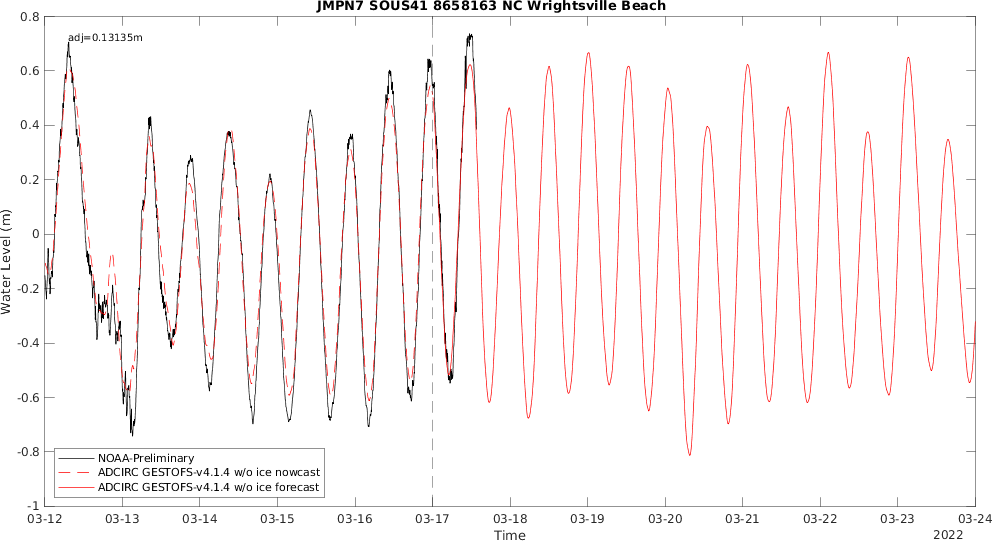 JMPN7 SOUS41 8658163 NC Wrightsville Beach
adj=0.13135m
0.8
0.6
0.4
0.2
0
-0.2
-0.4
-0.6
-0.8
-1
Water Level (m)
NOAA-Preliminary
ADCIRC GESTOFS-v4.1.4 w/o ice nowcast
ADCIRC GESTOFS-v4.1.4 w/o ice forecast
03-12 03-13 03-14 03-15 03-16 03-17 03-18 03-19 03-20 03-21 03-22 03-23 03-24
Time
2022